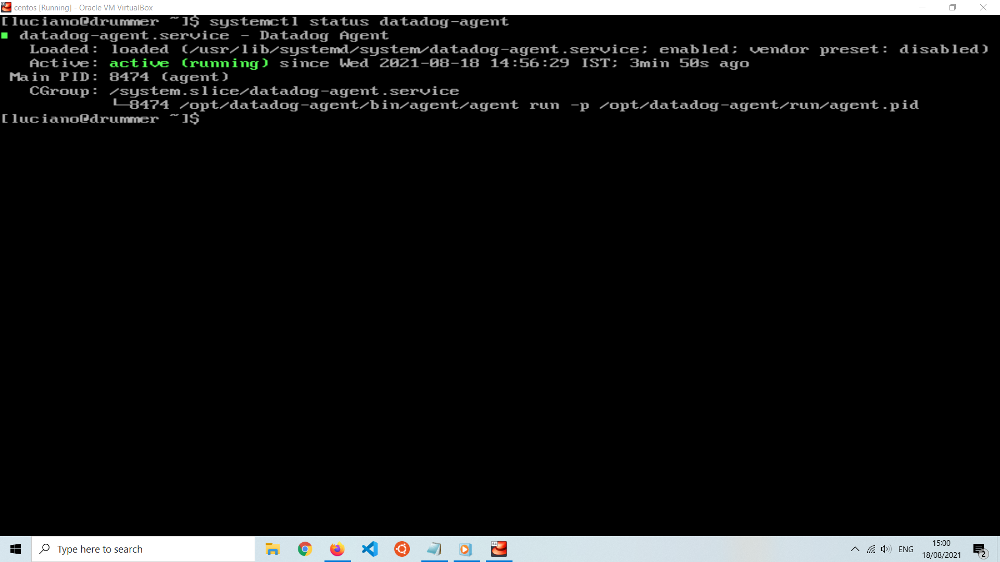 centos [Running] - Oracle VM VirtualBox
[luciano@drummer ~]$ systemctl status datadog-agent
datadog-agent.service - Datadog Agent
Loaded: loaded (/usr/lib/systemd/system/datadog-agent.service; enabled; vendor preset: disabled)
Active: active (running) since Wed 2021-08-18 14:56:29 IST; 3min 50s ago
Main PID: 8474 (agent)
CGroup: /system.slice/datadog-agent.service
└─8474 /opt/datadog-agent/bin/agent/agent run -p /opt/datadog-agent/run/agent.pid
[luciano@drummer ~]$
Type here to search
64
ENG
15:00
18/08/2021
2